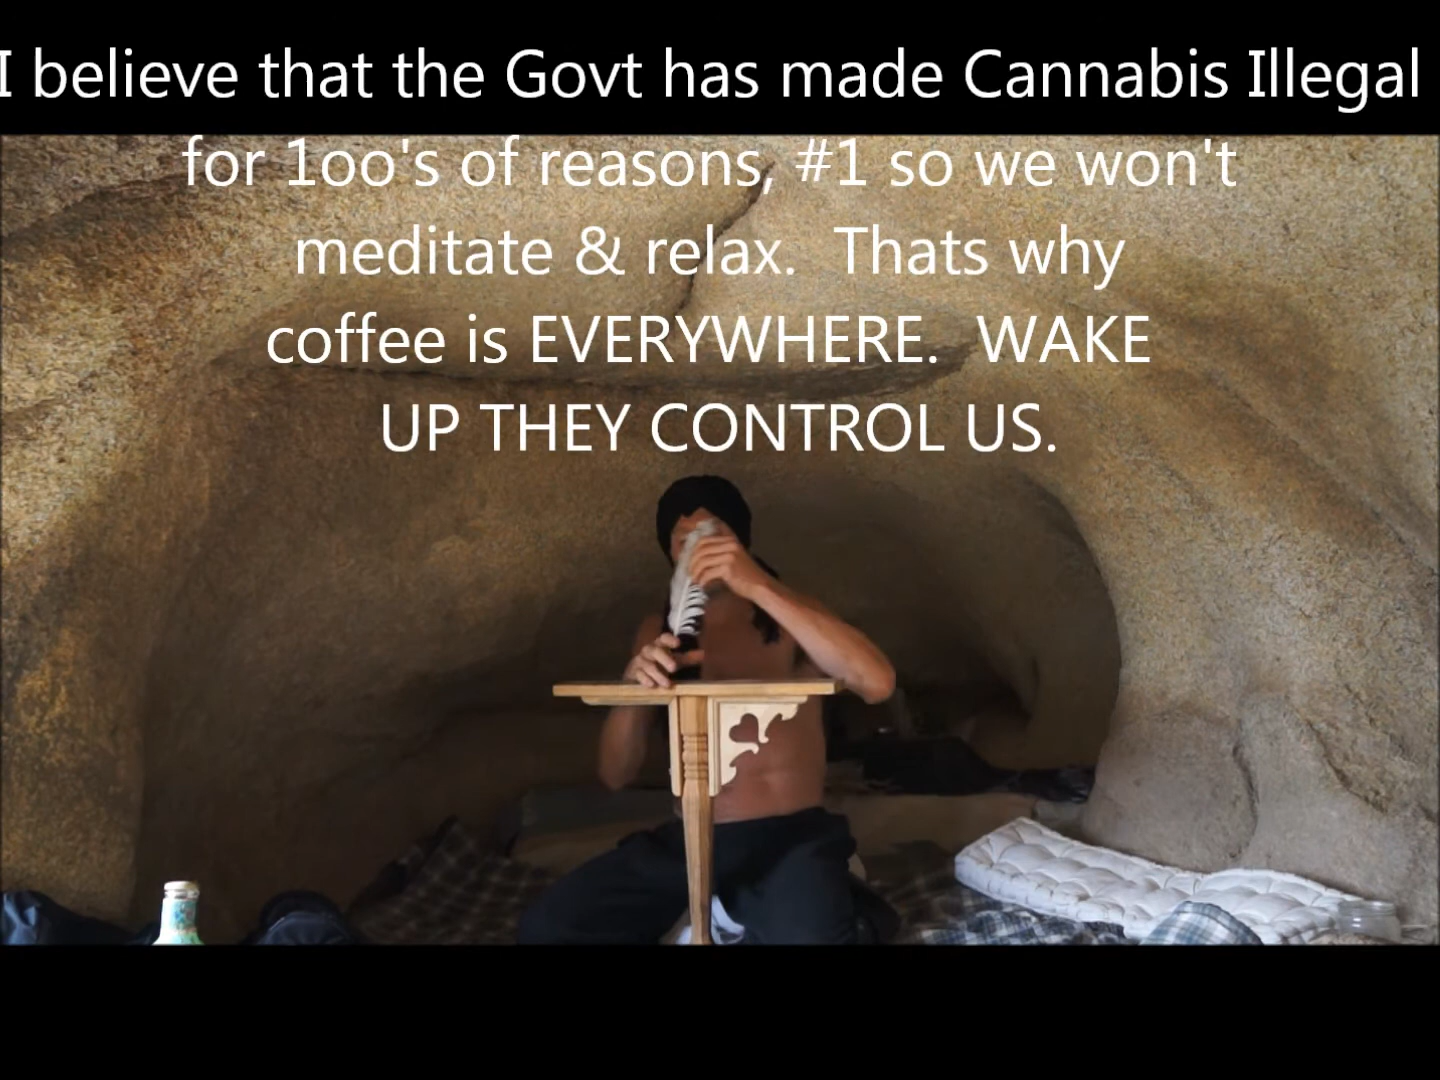 I believe that the Govt has made Cannabis Illegal
for 1oo's of reasons, #1 so we won't
meditate & relax.  Thats why
coffee is EVERYWHERE.  WAKE
UP THEY CONTROL US.